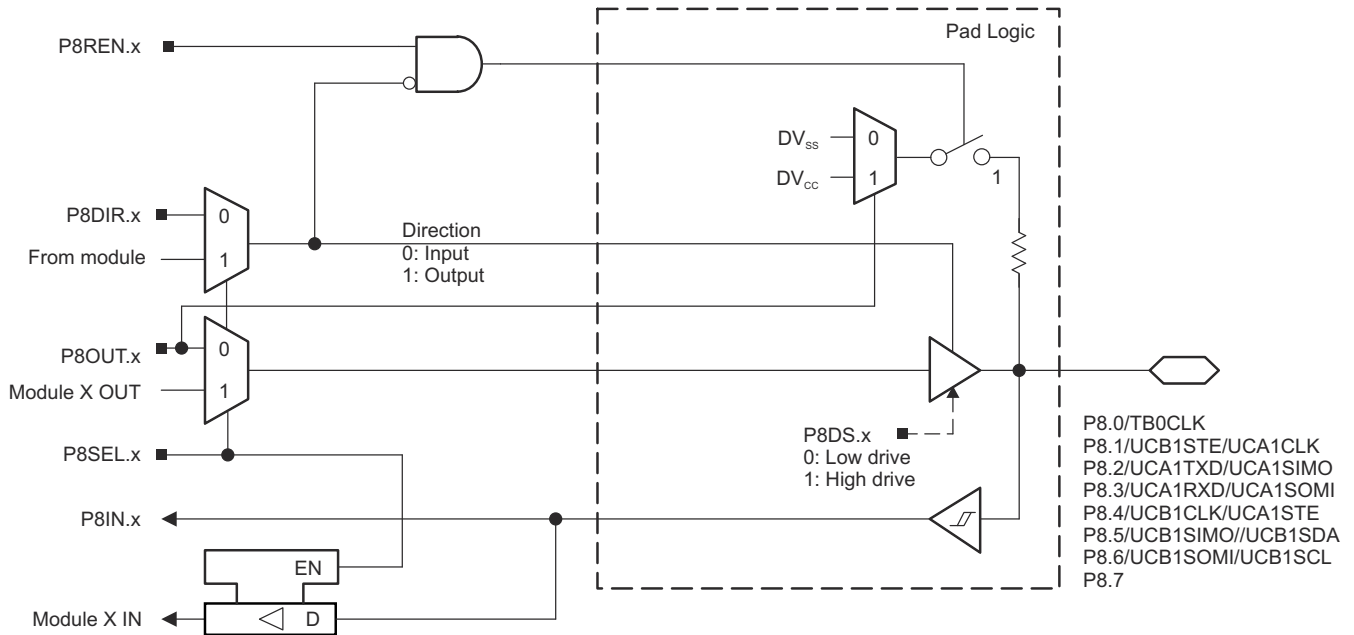 Pad Logic
P8REN.x
DVSS
0
DVCC
1
1
P8DIR.x
0
From module
1
Direction
0: Input
1: Output
P8OUT.x
0
Module X OUT
1
P8SEL.x
P8DS.x
0: Low drive
1: High drive
P8IN.x
EN
Module X IN
D
P8.0/TB0CLK
P8.1/UCB1STE/UCA1CLK
P8.2/UCA1TXD/UCA1SIMO
P8.3/UCA1RXD/UCA1SOMI
P8.4/UCB1CLK/UCA1STE
P8.5/UCB1SIMO//UCB1SDA
P8.6/UCB1SOMI/UCB1SCL
P8.7